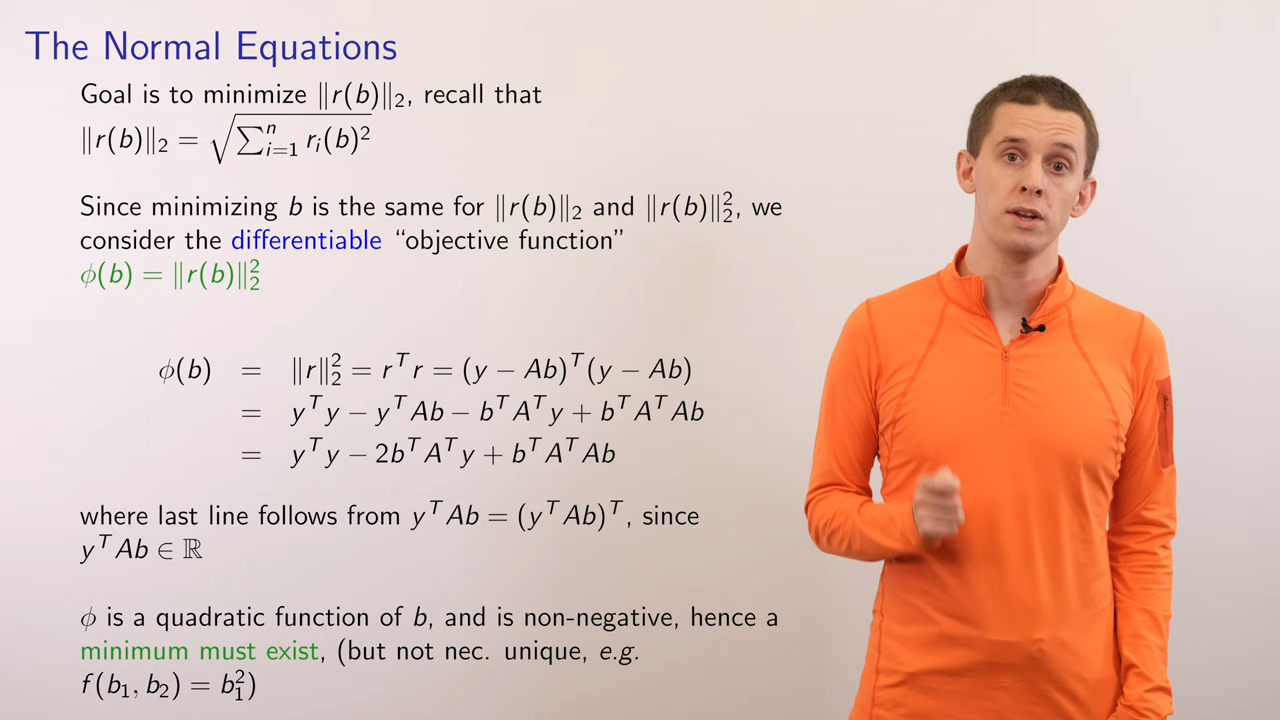 The Normal Equations
Goal is to minimize ‖r(b)‖₂, recall that
‖r(b)‖₂ = √(∑ⁿᵢ₌₁ rᵢ(b)²)
Since minimizing b is the same for ‖r(b)‖₂ and ‖r(b)‖₂², we
consider the differentiable “objective function”
ϕ(b) = ‖r(b)‖₂²
ϕ(b) = ‖r‖₂² = rᵀr = (y − Ab)ᵀ(y − Ab)
= yᵀy − yᵀAb − bᵀAᵀy + bᵀAᵀAb
= yᵀy − 2bᵀAᵀy + bᵀAᵀAb
where last line follows from yᵀAb = (yᵀAb)ᵀ, since
yᵀAb ∈ ℝ
ϕ is a quadratic function of b, and is non-negative, hence a
minimum must exist, (but not nec. unique, e.g.
f(b₁, b₂) = b₁²)